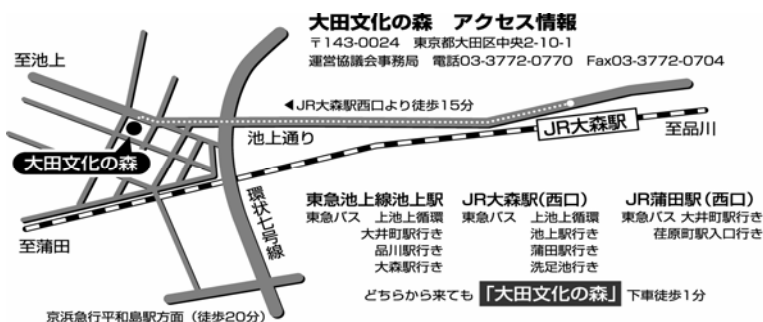 大田文化の森　アクセス情報
〒143-0024　東京都大田区中央2-10-1
運営協議会事務局　電話03-3772-0770　Fax03-3772-0704
至池上
◀JR大森駅西口より徒歩15分
池上通り
JR大森駅
至品川
大田文化の森
環状七号線
至蒲田
東急池上線池上駅
東急バス　上池上循環
大井町駅行き
品川駅行き
大森駅行き
JR大森駅（西口）
東急バス　上池上循環
池上駅行き
蒲田駅行き
洗足池行き
JR蒲田駅（西口）
東急バス 大井町駅行き
荏原町駅入口行き
どちらから来ても「大田文化の森」下車徒歩1分
京浜急行平和島駅方面（徒歩20分）